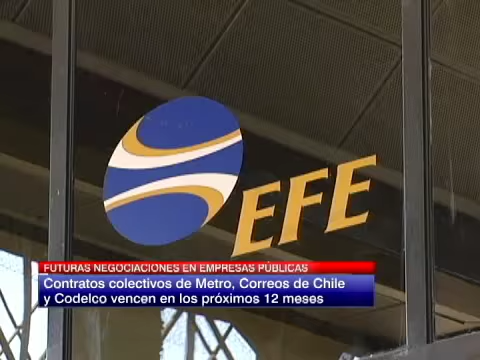 EFE
FUTURAS NEGOCIACIONES EN EMPRESAS PÚBLICAS
Contratos colectivos de Metro, Correos de Chile
y Codelco vencen en los próximos 12 meses